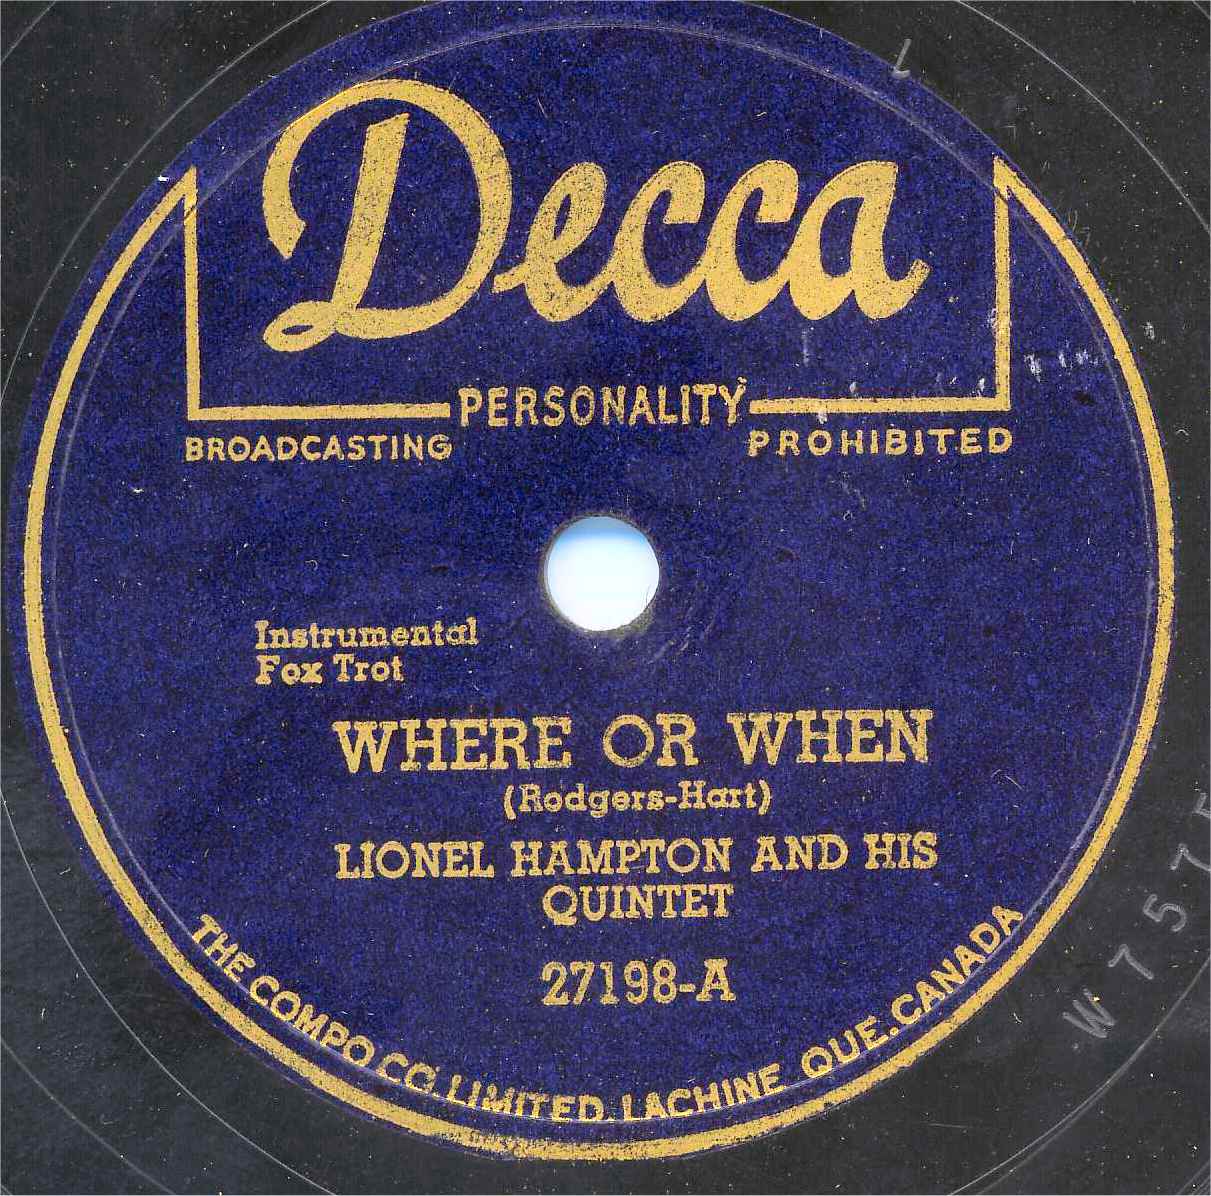 Decca
PERSONALITY
BROADCASTING PROHIBITED
Instrumental
Fox Trot
WHERE OR WHEN
(Rodgers-Hart)
LIONEL HAMPTON AND HIS
QUINTET
27198-A
THE COMPO CO. LIMITED. LACHINE QUE. CANADA
W 757